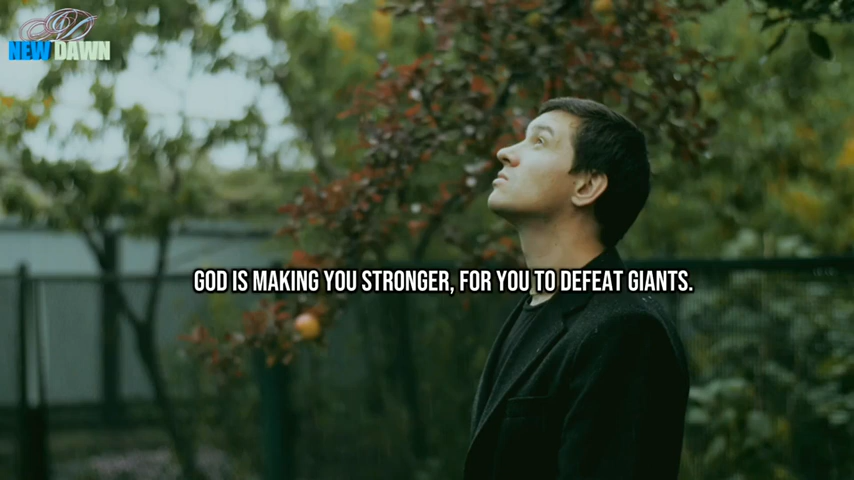 NEW DAWN
GOD IS MAKING YOU STRONGER, FOR YOU TO DEFEAT GIANTS.